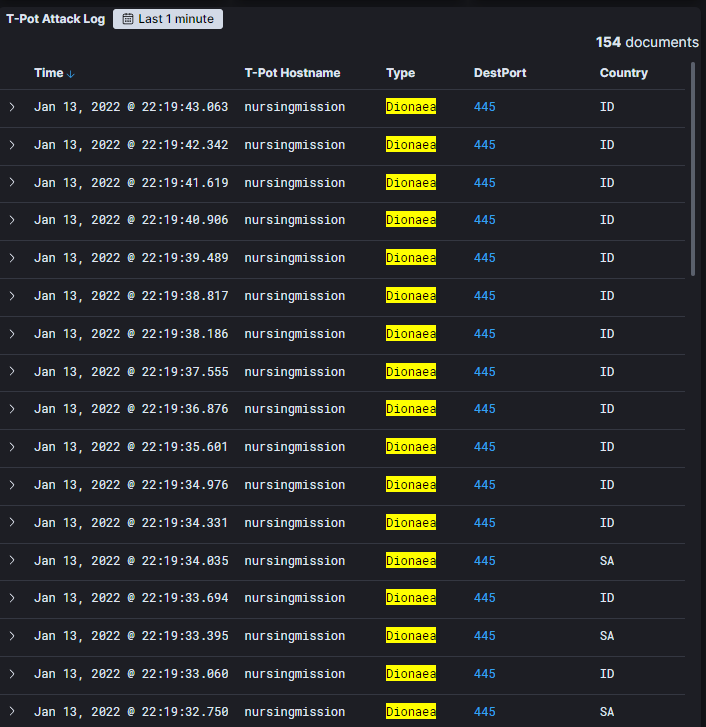 T-Pot Attack Log Last 1 minute
154 documents
Time T-Pot Hostname Type DestPort Country
Jan 13, 2022 @ 22:19:43.063 nursingmission Dionaea 445 ID
Jan 13, 2022 @ 22:19:42.342 nursingmission Dionaea 445 ID
Jan 13, 2022 @ 22:19:41.619 nursingmission Dionaea 445 ID
Jan 13, 2022 @ 22:19:40.906 nursingmission Dionaea 445 ID
Jan 13, 2022 @ 22:19:39.489 nursingmission Dionaea 445 ID
Jan 13, 2022 @ 22:19:38.817 nursingmission Dionaea 445 ID
Jan 13, 2022 @ 22:19:38.186 nursingmission Dionaea 445 ID
Jan 13, 2022 @ 22:19:37.555 nursingmission Dionaea 445 ID
Jan 13, 2022 @ 22:19:36.876 nursingmission Dionaea 445 ID
Jan 13, 2022 @ 22:19:35.601 nursingmission Dionaea 445 ID
Jan 13, 2022 @ 22:19:34.976 nursingmission Dionaea 445 ID
Jan 13, 2022 @ 22:19:34.331 nursingmission Dionaea 445 ID
Jan 13, 2022 @ 22:19:34.035 nursingmission Dionaea 445 SA
Jan 13, 2022 @ 22:19:33.694 nursingmission Dionaea 445 ID
Jan 13, 2022 @ 22:19:33.395 nursingmission Dionaea 445 SA
Jan 13, 2022 @ 22:19:33.060 nursingmission Dionaea 445 ID
Jan 13, 2022 @ 22:19:32.750 nursingmission Dionaea 445 SA